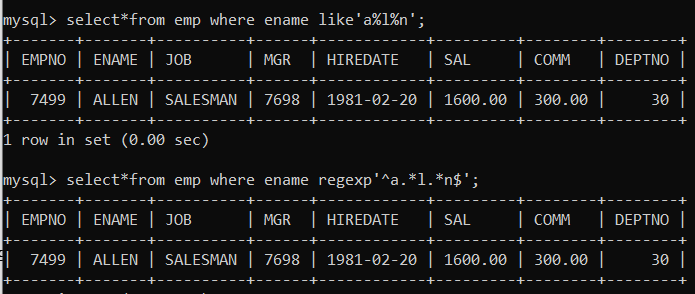 mysql> select*from emp where ename like'a%l%n';
+-------+-------+----------+------+------------+---------+--------+--------+
| EMPNO | ENAME | JOB      | MGR  | HIREDATE   | SAL     | COMM   | DEPTNO |
+-------+-------+----------+------+------------+---------+--------+--------+
|  7499 | ALLEN | SALESMAN | 7698 | 1981-02-20 | 1600.00 | 300.00 |     30 |
+-------+-------+----------+------+------------+---------+--------+--------+
1 row in set (0.00 sec)
mysql> select*from emp where ename regexp'^a.*l.*n$';
+-------+-------+----------+------+------------+---------+--------+--------+
| EMPNO | ENAME | JOB      | MGR  | HIREDATE   | SAL     | COMM   | DEPTNO |
+-------+-------+----------+------+------------+---------+--------+--------+
|  7499 | ALLEN | SALESMAN | 7698 | 1981-02-20 | 1600.00 | 300.00 |     30 |
+-------+-------+----------+------+------------+---------+--------+--------+